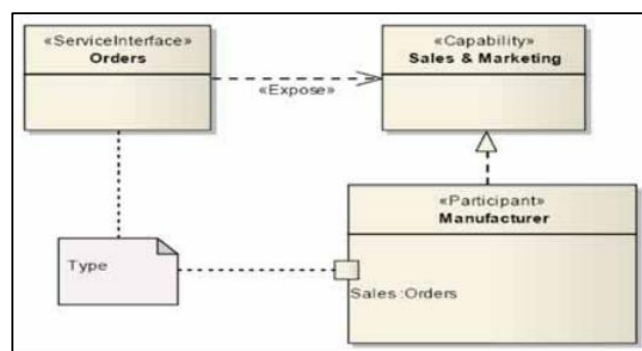 «ServiceInterface»
Orders
«Capability»
Sales & Marketing
«Expose»
«Participant»
Manufacturer
Type
Sales :Orders